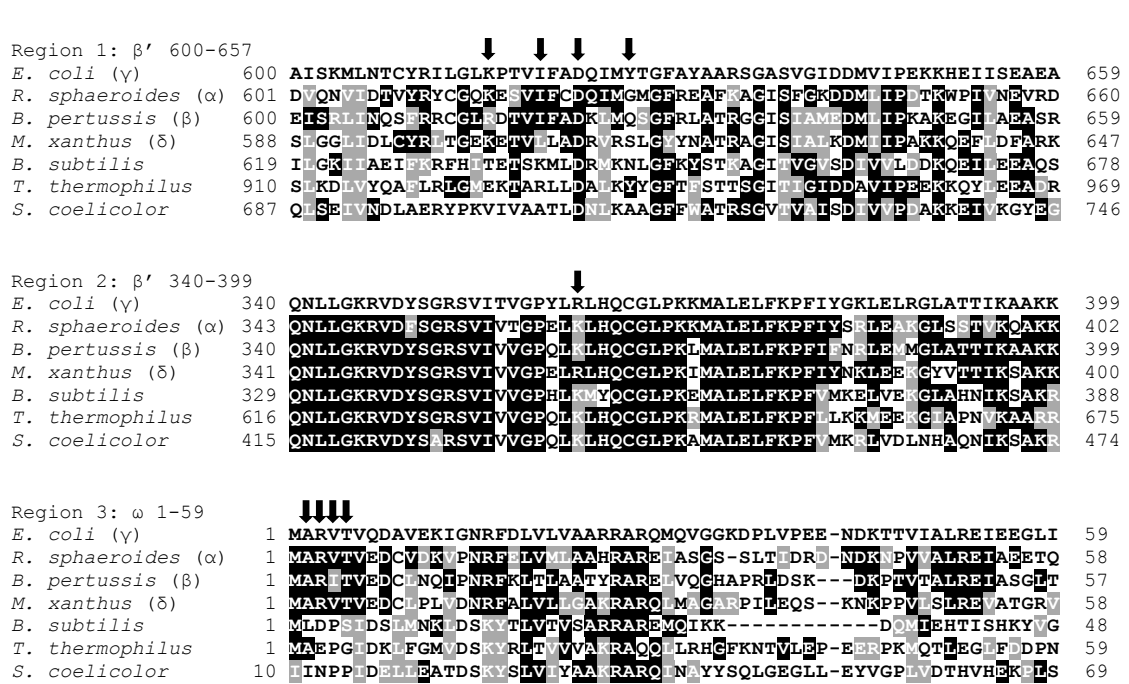 Region 1: β′ 600-657
E. coli (γ) 600 AISKMLNTCYRILGLKPTVIFADQIMYTGFAYAARSGASVGIDDMVIPEKKHEIISEAEA 659
R. sphaeroides (α) 601 DVQNVIDTVYRYCGQKESVIFCDQIMGMGFREAFKAGISFGKDDMLIPDTKWPIVNEVRD 660
B. pertussis (β) 600 EISRLINQSFRRCGLRDTVIFADKLMQSGFRLATRGGISIAMEDMLIPKAKEGILAEASR 659
M. xanthus (δ) 588 SLGGLIDLCYRLTGEKETVLLADRVRSLGYYNATRAGISIALKDMIIPAKKQEFLDFARK 647
B. subtilis 619 ILGKIIAEIFKRFHITETSKMLDRMKNLGFKYSTKAGITVGVSDIVVLDDKQEILEEAQS 678
T. thermophilus 910 SLKDLVYQAFLRLGMEKTARLLDALKYYGFTFSTTSGITIGIDDAVIPEEKKQYLEEADR 969
S. coelicolor 687 QLSEIVNDLAERYPKVIVAATLDNLKAAGFFWATRSGVTVAISDIVVPDAKKEIVKGYEG 746
Region 2: β′ 340-399
E. coli (γ) 340 QNLLGKRVDYSGRSVITVGPYLRLHQCGLPKKMALELFKPFIYGKLELRGLATTIKAAKK 399
R. sphaeroides (α) 343 QNLLGKRVDFSGRSVIVTGPELKLHQCGLPKKMALELFKPFIYSRLEAKGLSSTVKQAKK 402
B. pertussis (β) 340 QNLLGKRVDYSGRSVIVVGPQLKLHQCGLPKLMALELFKPFIFNRLEMMGLATTIKAAKK 399
M. xanthus (δ) 341 QNLLGKRVDYSGRSVIVVGPELRLHQCGLPKIMALELFKPFIYNKLEEKGYVTTIKSAKK 400
B. subtilis 329 QNLLGKRVDYSGRSVIVVGPHLKMYQCGLPKEMALELFKPFVMKELVEKGLAHNIKSAKR 388
T. thermophilus 616 QNLLGKRVDYSGRSVIVVGPQLKLHQCGLPKRMALELFKPFLLKKMEEKGIAPNVKAARR 675
S. coelicolor 415 QNLLGKRVDYSARSVIVVGPQLKLHQCGLPKAMALELFKPFVMKRLVDLNHAQNIKSAKR 474
Region 3: ω 1-59
E. coli (γ) 1 MARVTVQDAVEKIGNRFDLVLVAARRARQMQVGGKDPLVPEE-NDKTTVIALREIEEGLI 59
R. sphaeroides (α) 1 MARVTVEDCVDKVPNRFELVMLAAHRAREIASGS-SLTIDRD-NDKNPVVALREIAEETQ 58
B. pertussis (β) 1 MARITVEDCLNQIPNRFKLTLAATYRARELVQGHAPRLDSK---DKPTVTALREIASGLT 57
M. xanthus (δ) 1 MARVTVEDCLPLVDNRFALVLLGAKRARQLMAGARPILEQS--KNKPPVLSLREVATGRV 58
B. subtilis 1 MLDPSIDSLMNKLDSKYTLVTVSARRAREMQIKK------------DQMIEHTISHKYVG 48
T. thermophilus 1 MAEPGIDKLFGMVDSKYRLTVVVAKRAQQLLRHGFKNTVLEP-EERPKMQTLEGLFDDPN 59
S. coelicolor 10 IINPPIDELLEATDSKYSLVIYAAKRARQINAYYSQLGEGLL-EYVGPLVDTHVHEKPLS 69